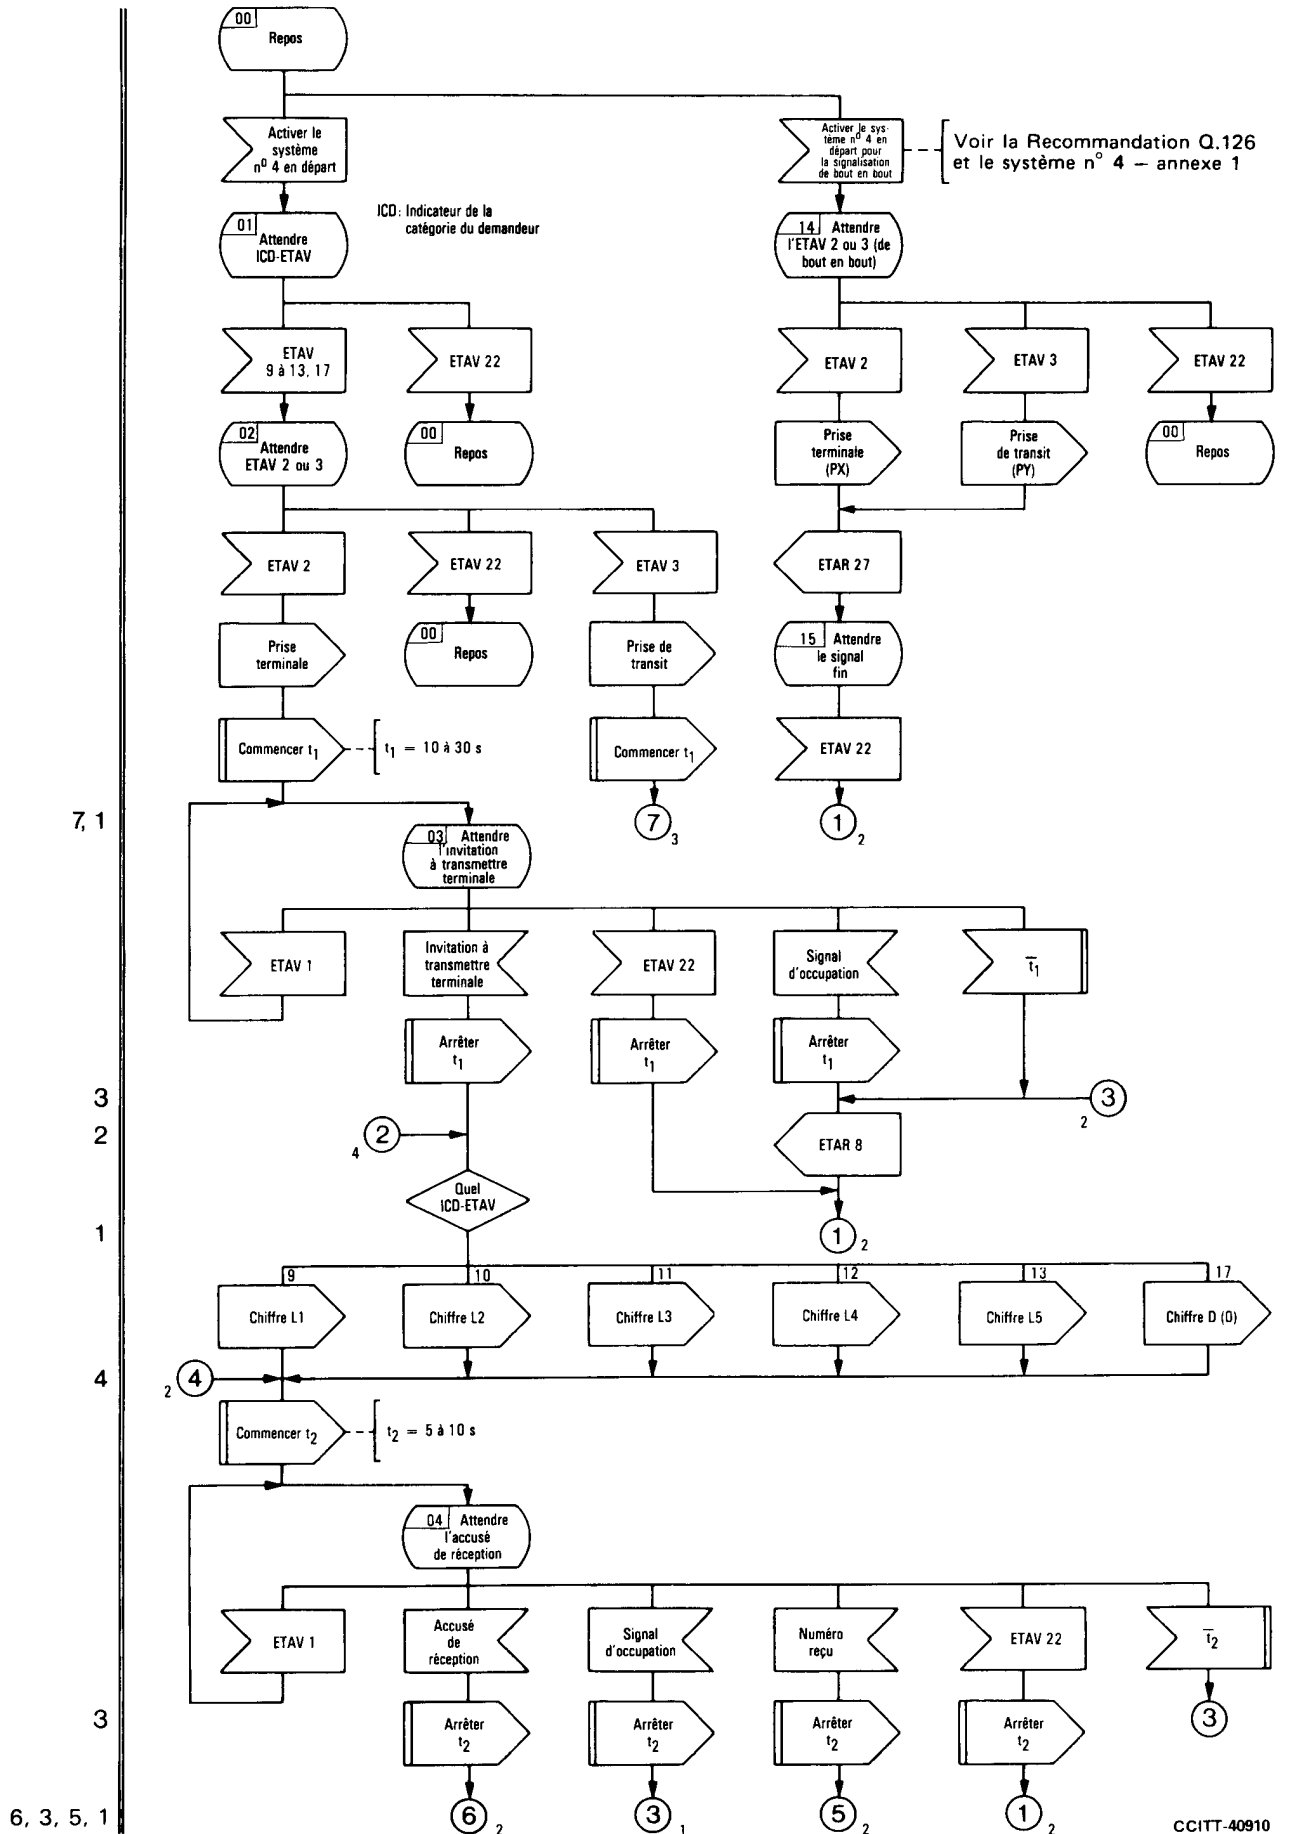 00
Repos
Activer le
système
nº 4 en départ
Activer le sys-
tème nº 4 en
départ pour
la signalisation
de bout en bout
Voir la Recommandation Q.126
et le système n° 4 – annexe 1
ICD: Indicateur de la
catégorie du demandeur
01
Attendre
ICD-ETAV
14 Attendre
l'ETAV 2 ou 3 (de
bout en bout)
ETAV
9 à 13, 17
ETAV 22
ETAV 2
ETAV 3
ETAV 22
02
Attendre
ETAV 2 ou 3
00
Repos
Prise
terminale
(PX)
Prise
de transit
(PY)
00
Repos
ETAV 2
ETAV 22
ETAV 3
ETAR 27
Prise
terminale
00
Repos
Prise de
transit
15 Attendre
le signal
fin
Commencer t1
t1 = 10 à 30 s
Commencer t1
ETAV 22
7, 1
7 3
1 2
03 Attendre
l'invitation
à transmettre
terminale
ETAV 1
Invitation à
transmettre
terminale
ETAV 22
Signal
d'occupation
t̅1
Arrêter
t1
Arrêter
t1
Arrêter
t1
3
2 3
2
4 2
ETAR 8
Quel
ICD-ETAV
1
1 2
9
10
11
12
13
17
Chiffre L1
Chiffre L2
Chiffre L3
Chiffre L4
Chiffre L5
Chiffre D (0)
4
2 4
Commencer t2
t2 = 5 à 10 s
04 Attendre
l'accusé
de réception
ETAV 1
Accusé
de
réception
Signal
d'occupation
Numéro
reçu
ETAV 22
t̅2
3
Arrêter
t2
Arrêter
t2
Arrêter
t2
Arrêter
t2
3
6, 3, 5, 1
6 2
3 1
5 2
1 2
CCITT-40910